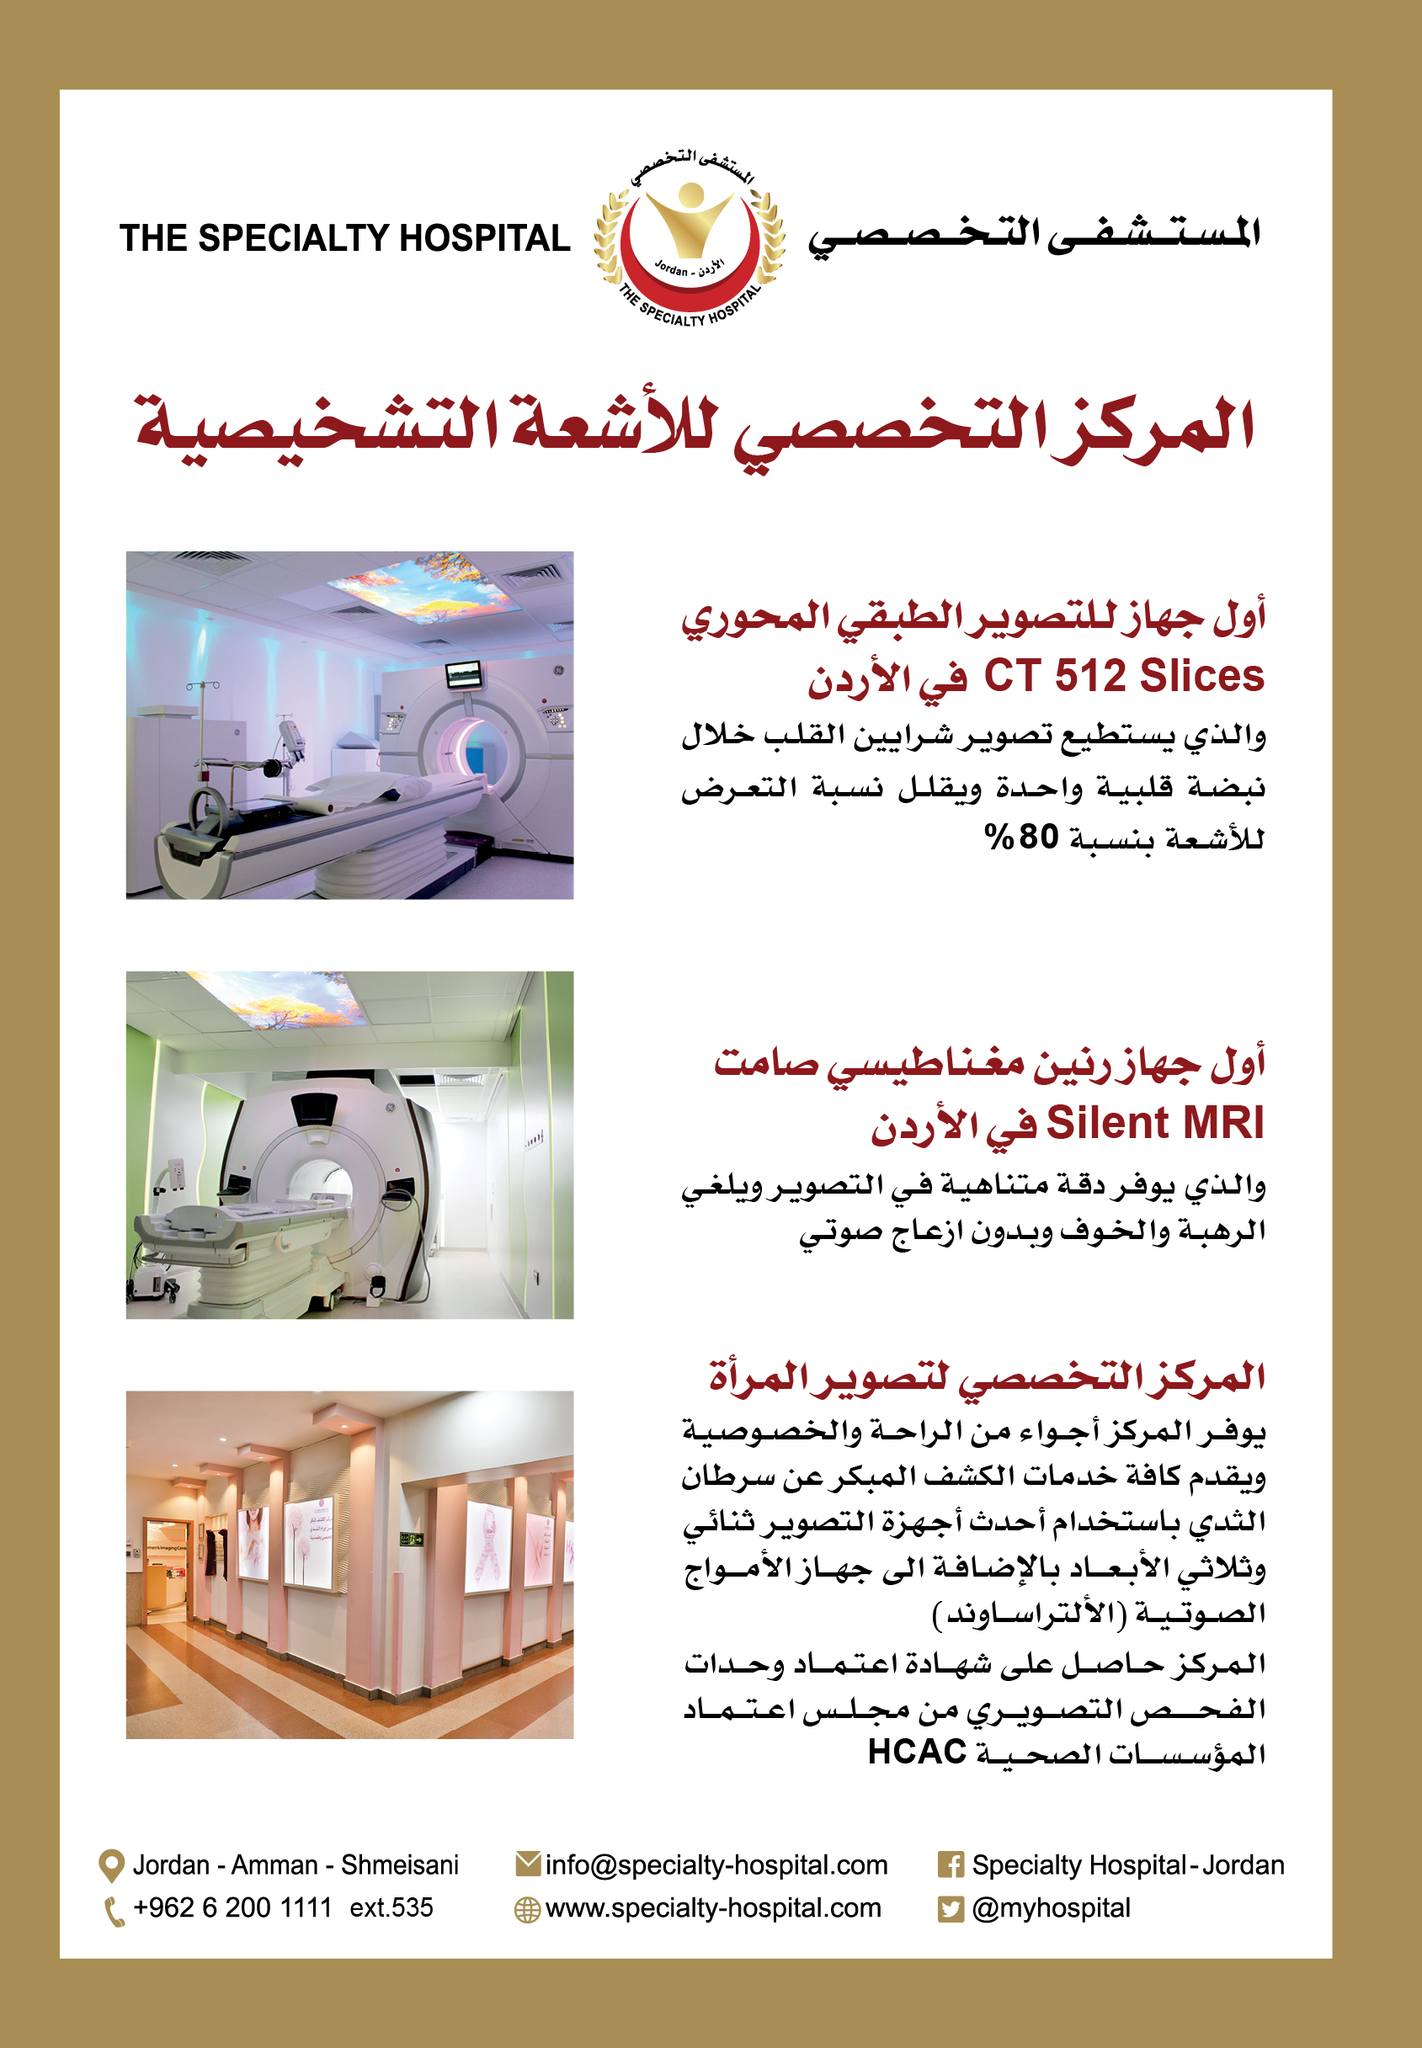 THE SPECIALTY HOSPITAL
المستشفى التخصصي
المستشفى التخصصي
Jordan - الأردن
THE SPECIALTY HOSPITAL
المركز التخصصي للأشعة التشخيصية
أول جهاز للتصوير الطبقي المحوري
CT 512 Slices في الأردن
والذي يستطيع تصوير شرايين القلب خلال
نبضة قلبية واحدة ويقلل نسبة التعرض
للأشعة بنسبة 80%
أول جهاز رنين مغناطيسي صامت
Silent MRI في الأردن
والذي يوفر دقة متناهية في التصوير ويلغي
الرهبة والخوف وبدون ازعاج صوتي
المركز التخصصي لتصوير المرأة
يوفر المركز أجواء من الراحة والخصوصية
ويقدم كافة خدمات الكشف المبكر عن سرطان
الثدي باستخدام أحدث أجهزة التصوير ثنائي
وثلاثي الأبعاد بالإضافة الى جهاز الأمواج
الصوتية (الألتراساوند)
المركز حاصل على شهادة اعتماد وحدات
الفحص التصويري من مجلس اعتماد
المؤسسات الصحية HCAC
Jordan - Amman - Shmeisani
+962 6 200 1111 ext.535
info@specialty-hospital.com
www.specialty-hospital.com
Specialty Hospital-Jordan
@myhospital